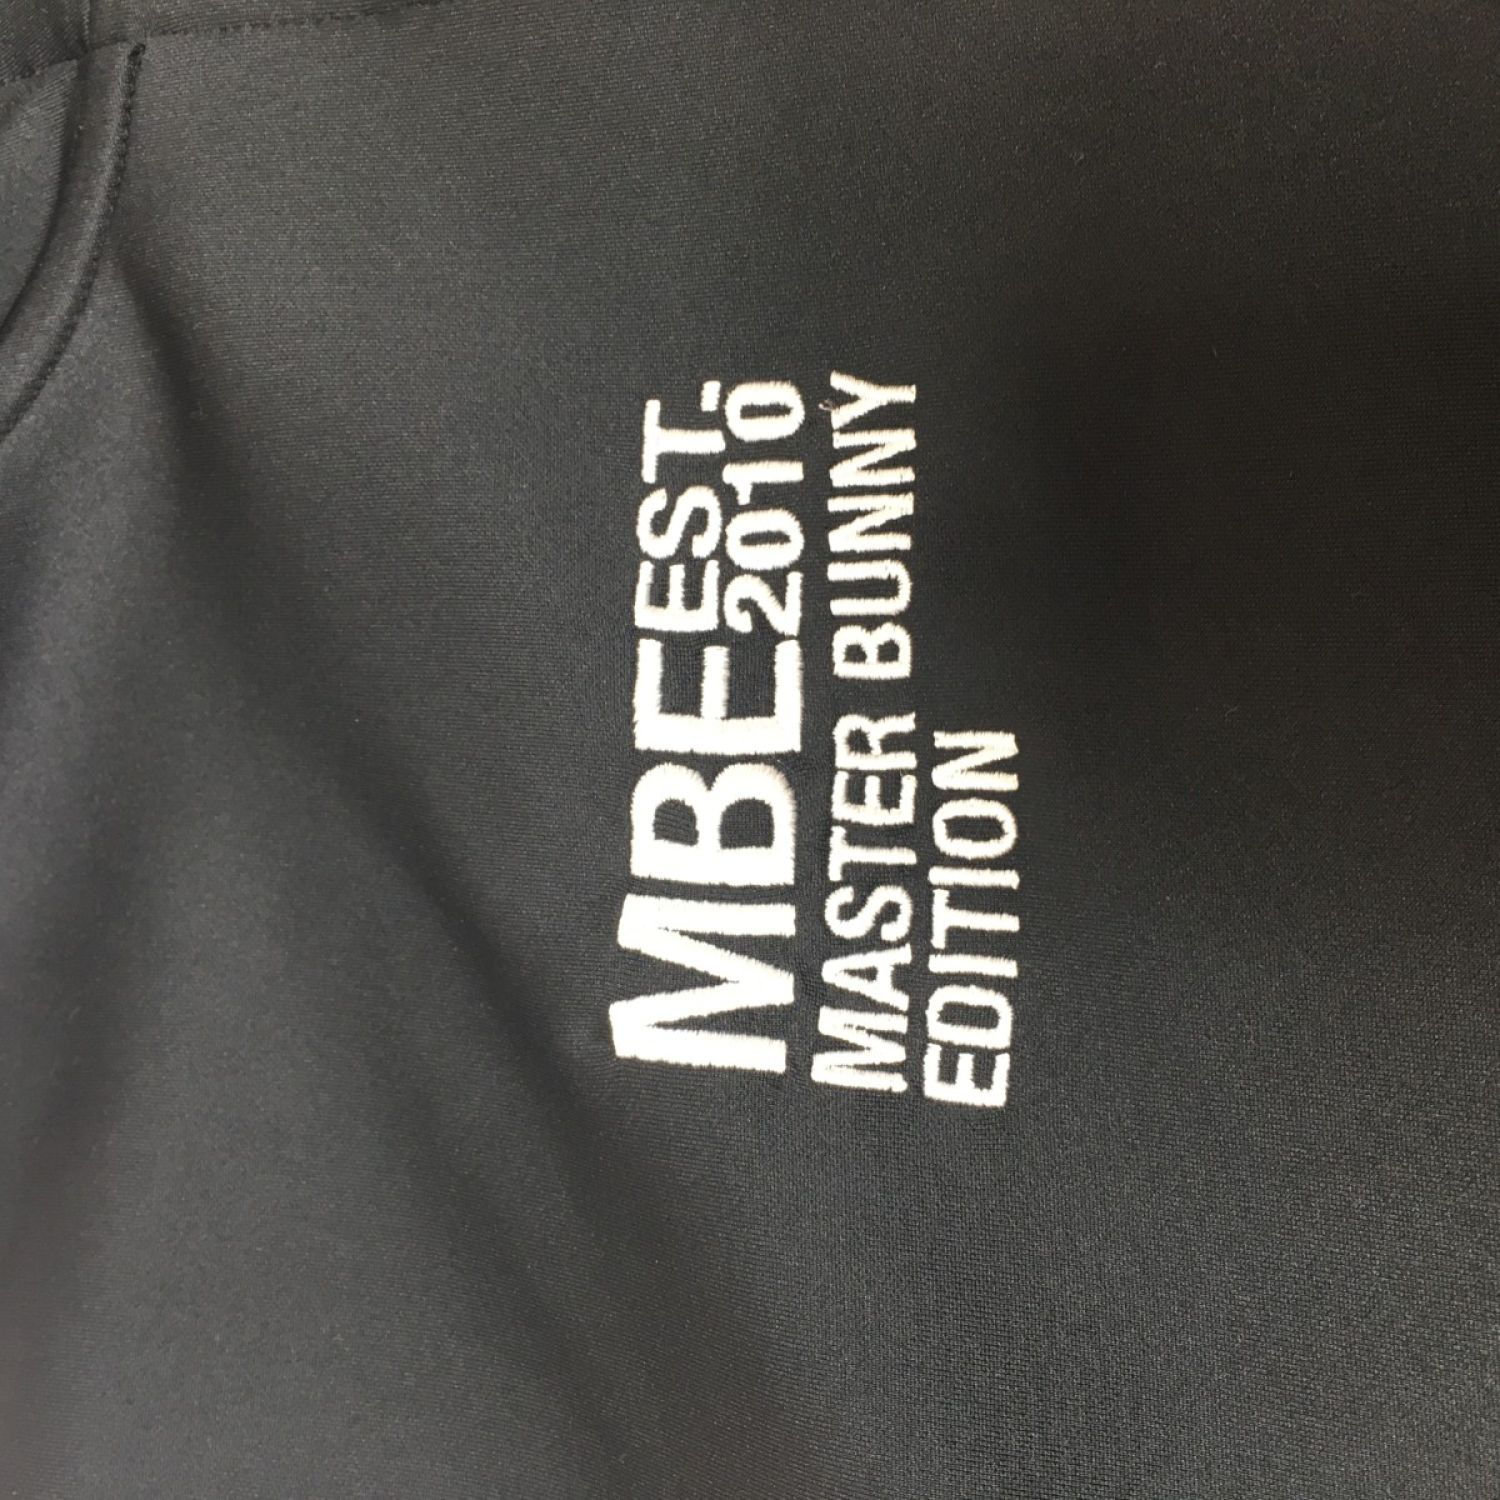 MBE EST.
2010
MASTER BUNNY
EDITION